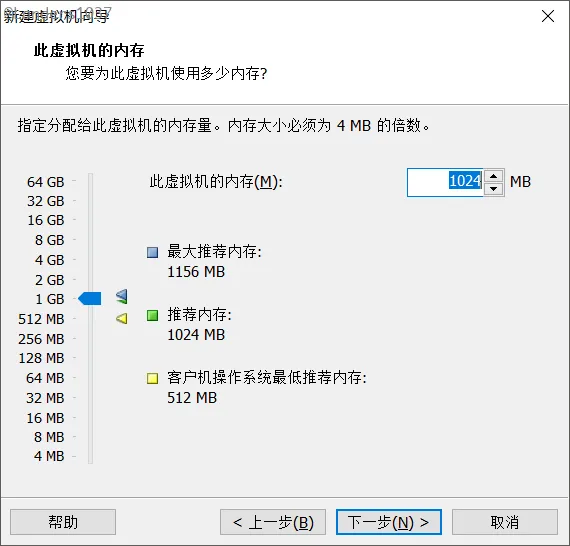 新建虚拟机向导
此虚拟机的内存
您要为此虚拟机使用多少内存?
指定分配给此虚拟机的内存量。内存大小必须为 4 MB 的倍数。
64 GB
32 GB
16 GB
8 GB
4 GB
2 GB
1 GB
512 MB
256 MB
128 MB
64 MB
32 MB
16 MB
8 MB
4 MB
此虚拟机的内存(M): 1024 MB
最大推荐内存:
1156 MB
推荐内存:
1024 MB
客户机操作系统最低推荐内存:
512 MB
帮助 < 上一步(B) 下一步(N) > 取消